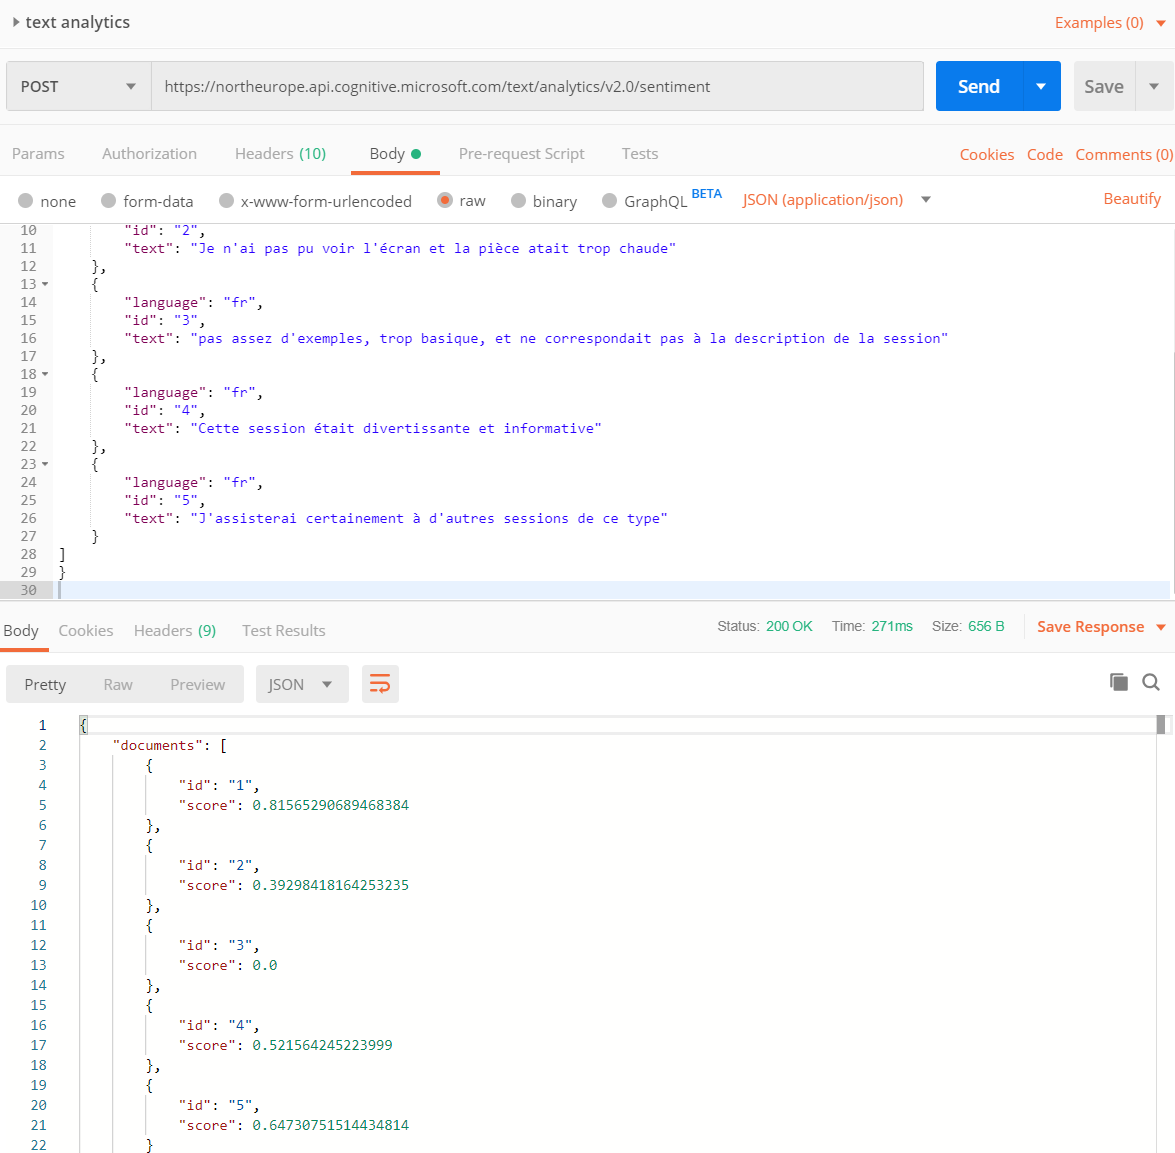 text analytics Examples (0)
POST https://northeurope.api.cognitive.microsoft.com/text/analytics/v2.0/sentiment Send Save
Params Authorization Headers (10) Body Pre-request Script Tests Cookies Code Comments (0)
none form-data x-www-form-urlencoded raw binary GraphQL BETA JSON (application/json) Beautify
10 "id": "2",
11 "text": "Je n'ai pas pu voir l'écran et la pièce atait trop chaude"
12 },
13 {
14 "language": "fr",
15 "id": "3",
16 "text": "pas assez d'exemples, trop basique, et ne correspondait pas à la description de la session"
17 },
18 {
19 "language": "fr",
20 "id": "4",
21 "text": "Cette session était divertissante et informative"
22 },
23 {
24 "language": "fr",
25 "id": "5",
26 "text": "J'assisterai certainement à d'autres sessions de ce type"
27 }
28 ]
29 }
30
Body Cookies Headers (9) Test Results Status: 200 OK Time: 271ms Size: 656 B Save Response
Pretty Raw Preview JSON
1 {
2 "documents": [
3 {
4 "id": "1",
5 "score": 0.81565290689468384
6 },
7 {
8 "id": "2",
9 "score": 0.39298418164253235
10 },
11 {
12 "id": "3",
13 "score": 0.0
14 },
15 {
16 "id": "4",
17 "score": 0.521564245223999
18 },
19 {
20 "id": "5",
21 "score": 0.64730751514434814
22 }